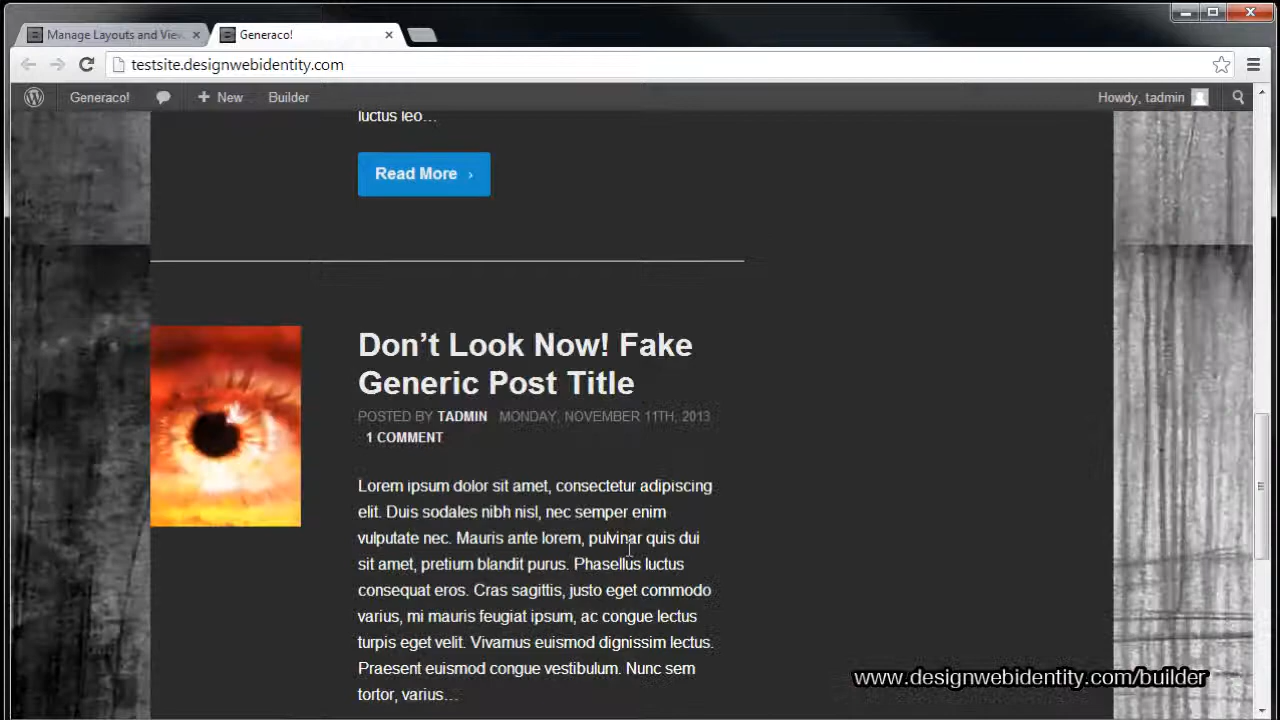 Manage Layouts and View
Generaco!
testsite.designwebidentity.com
Generaco! New Builder Howdy, tadmin
luctus leo…
Read More ›
Don’t Look Now! Fake
Generic Post Title
POSTED BY TADMIN MONDAY, NOVEMBER 11TH, 2013
1 COMMENT
Lorem ipsum dolor sit amet, consectetur adipiscing
elit. Duis sodales nibh nisl, nec semper enim
vulputate nec. Mauris ante lorem, pulvinar quis dui
sit amet, pretium blandit purus. Phasellus luctus
consequat eros. Cras sagittis, justo eget commodo
varius, mi mauris feugiat ipsum, ac congue lectus
turpis eget velit. Vivamus euismod dignissim lectus.
Praesent euismod congue vestibulum. Nunc sem
tortor, varius…
www.designwebidentity.com/builder